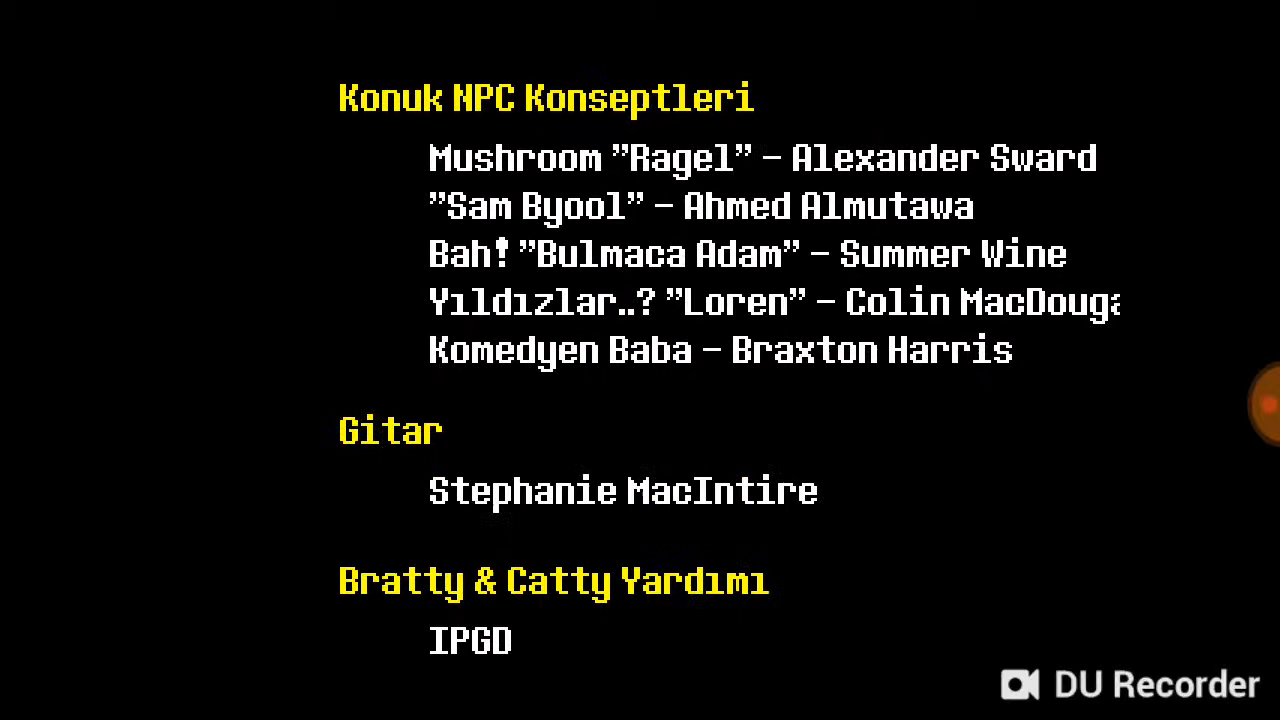 Konuk NPC Konseptleri
Mushroom "Ragel" - Alexander Sward
"Sam Byool" - Ahmed Almutawa
Bah! "Bulmaca Adam" - Summer Wine
Yıldızlar..? "Loren" - Colin MacDouga
Komedyen Baba - Braxton Harris
Gitar
Stephanie MacIntire
Bratty & Catty Yardımı
IPGD
DU Recorder